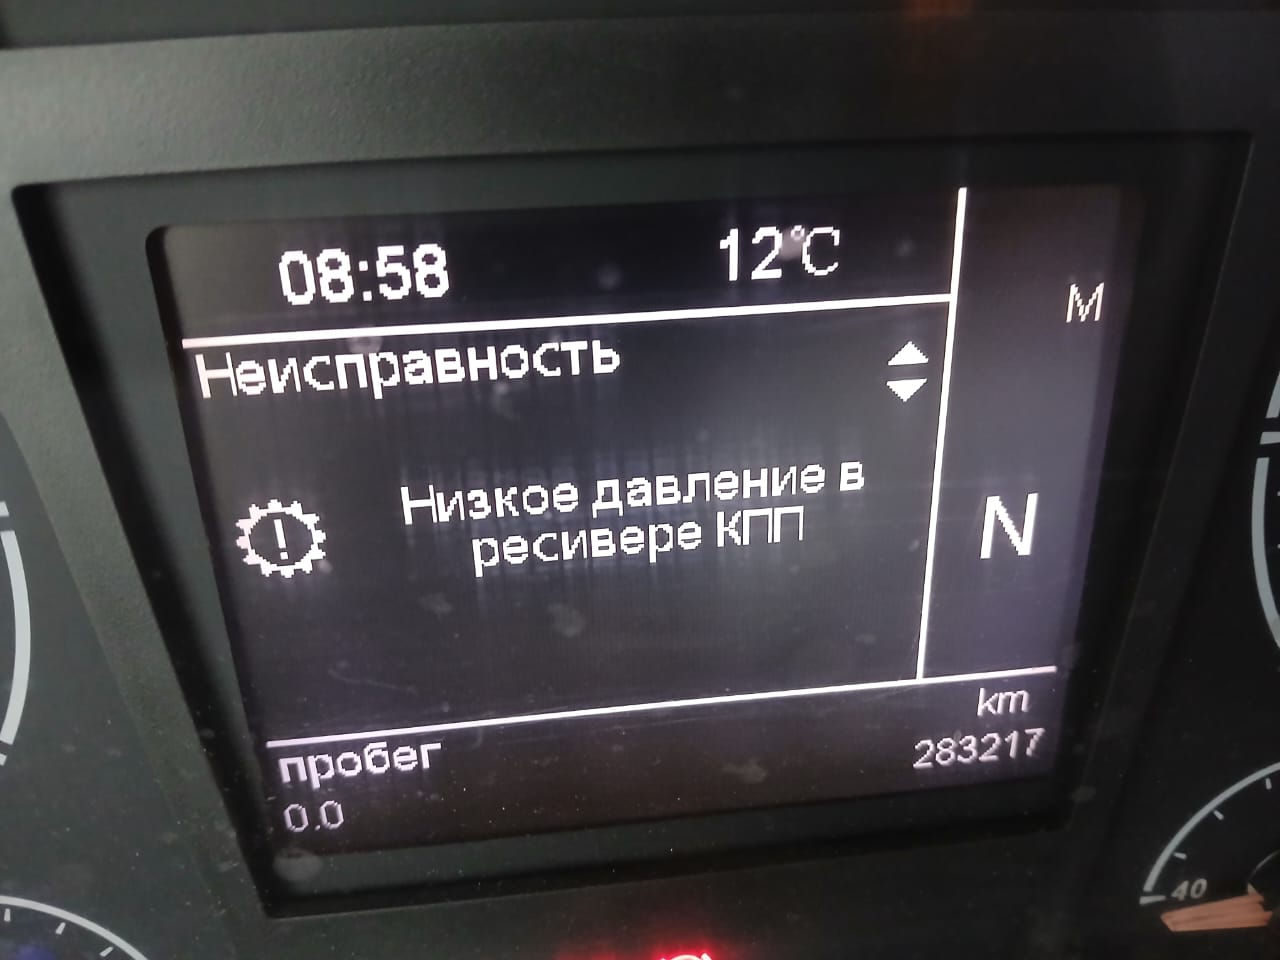 08:58 12°C
M
Неисправность
Низкое давление в
ресивере КПП
N
km
пробег 283217
0.0
40